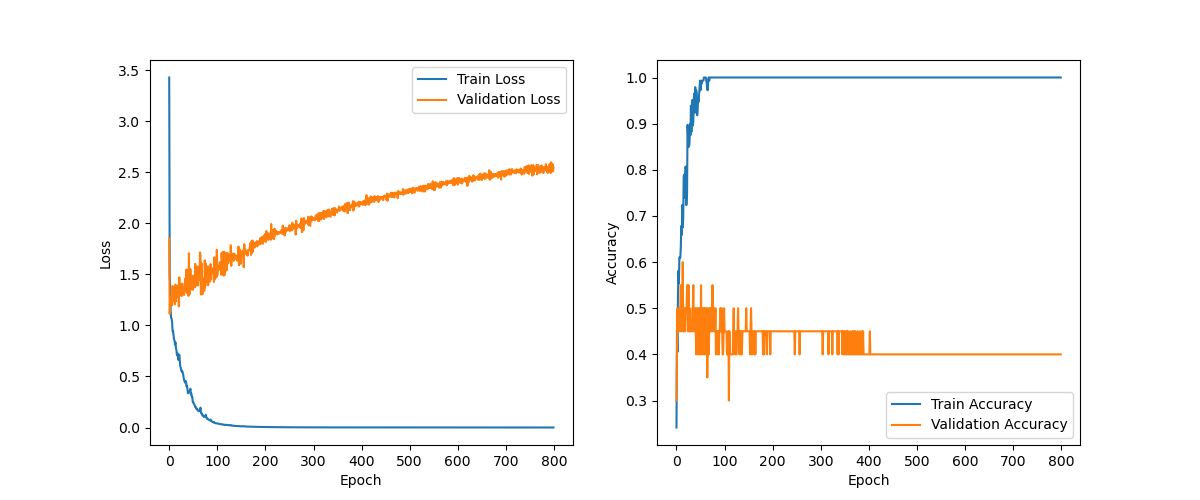 3.5
3.0
2.5
2.0
1.5
1.0
0.5
0.0
Loss
0 100 200 300 400 500 600 700 800
Epoch
Train Loss
Validation Loss
1.0
0.9
0.8
0.7
0.6
0.5
0.4
0.3
Accuracy
0 100 200 300 400 500 600 700 800
Epoch
Train Accuracy
Validation Accuracy